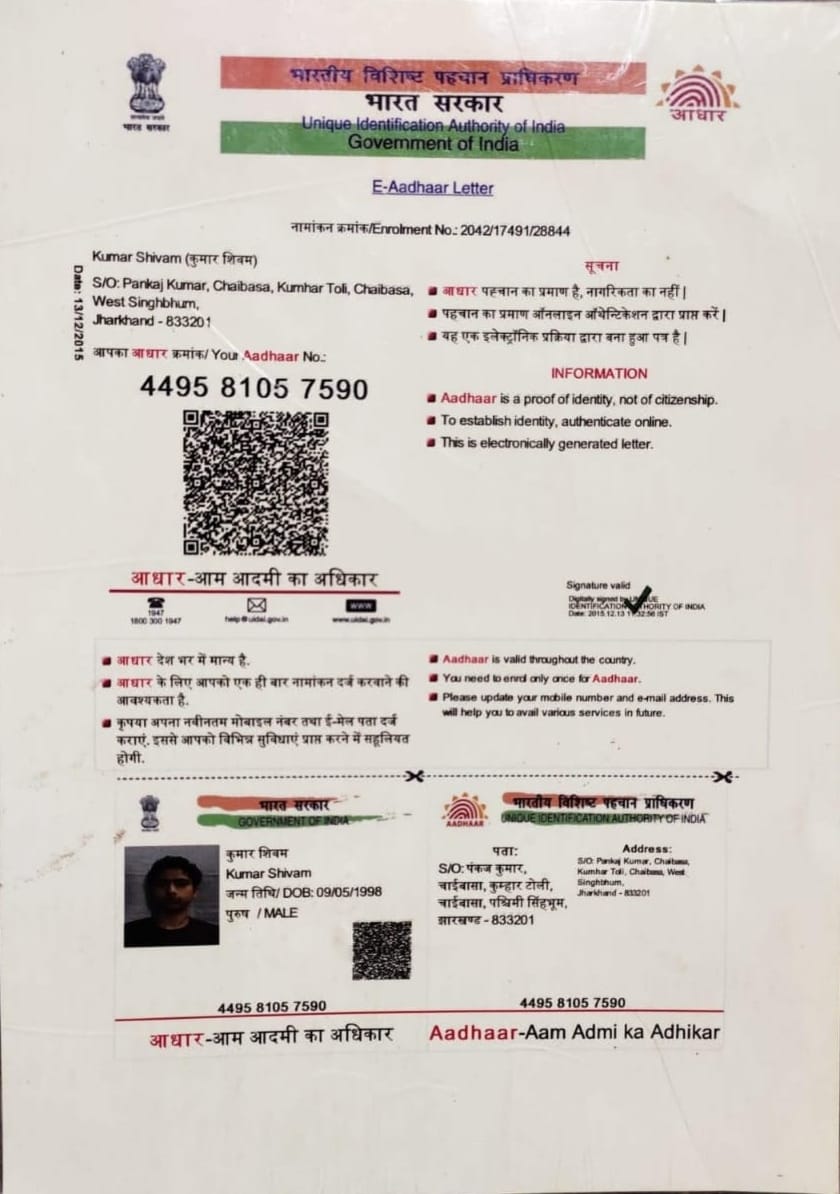 भारतीय विशिष्ट पहचान प्राधिकरण
भारत सरकार
Unique Identification Authority of India
Government of India
भारत सरकार
आधार
E-Aadhaar Letter
नामांकन क्रमांक/Enrolment No.: 2042/17491/28844
Date: 13/12/2015
Kumar Shivam (कुमार शिवम)
S/O: Pankaj Kumar, Chaibasa, Kumhar Toli, Chaibasa,
West Singhbhum,
Jharkhand - 833201
आपका आधार क्रमांक/ Your Aadhaar No.:
4495 8105 7590
सूचना
आधार पहचान का प्रमाण है, नागरिकता का नहीं |
पहचान का प्रमाण ऑनलाइन ऑथेन्टिकेशन द्वारा प्राप्त करें |
यह एक इलेक्ट्रॉनिक प्रक्रिया द्वारा बना हुआ पत्र है |
INFORMATION
Aadhaar is a proof of identity, not of citizenship.
To establish identity, authenticate online.
This is electronically generated letter.
आधार-आम आदमी का अधिकार
1947
1800 300 1947
help@uidai.gov.in
WWW
www.uidai.gov.in
Signature valid
Digitally signed by UNIQUE
IDENTIFICATION AUTHORITY OF INDIA
Date: 2015.12.13 11:32:56 IST
आधार देश भर में मान्य है.
आधार के लिए आपको एक ही बार नामांकन दर्ज करवाने की
आवश्यकता है.
कृपया अपना नवीनतम मोबाइल नंबर तथा ई-मेल पता दर्ज
कराएं. इससे आपको विभिन्न सुविधाएं प्राप्त करने में सहूलियत
होगी.
Aadhaar is valid throughout the country.
You need to enrol only once for Aadhaar.
Please update your mobile number and e-mail address. This
will help you to avail various services in future.
भारत सरकार
GOVERNMENT OF INDIA
कुमार शिवम
Kumar Shivam
जन्म तिथि/ DOB: 09/05/1998
पुरुष / MALE
4495 8105 7590
आधार-आम आदमी का अधिकार
AADHAAR
भारतीय विशिष्ट पहचान प्राधिकरण
UNIQUE IDENTIFICATION AUTHORITY OF INDIA
पता:
S/O: पंकज कुमार,
चाईबासा, कुम्हार टोली,
चाईबासा, पश्चिमी सिंहभूम,
झारखण्ड - 833201
Address:
S/O: Pankaj Kumar, Chaibasa,
Kumhar Toli, Chaibasa, West
Singhbhum,
Jharkhand - 833201
4495 8105 7590
Aadhaar-Aam Admi ka Adhikar